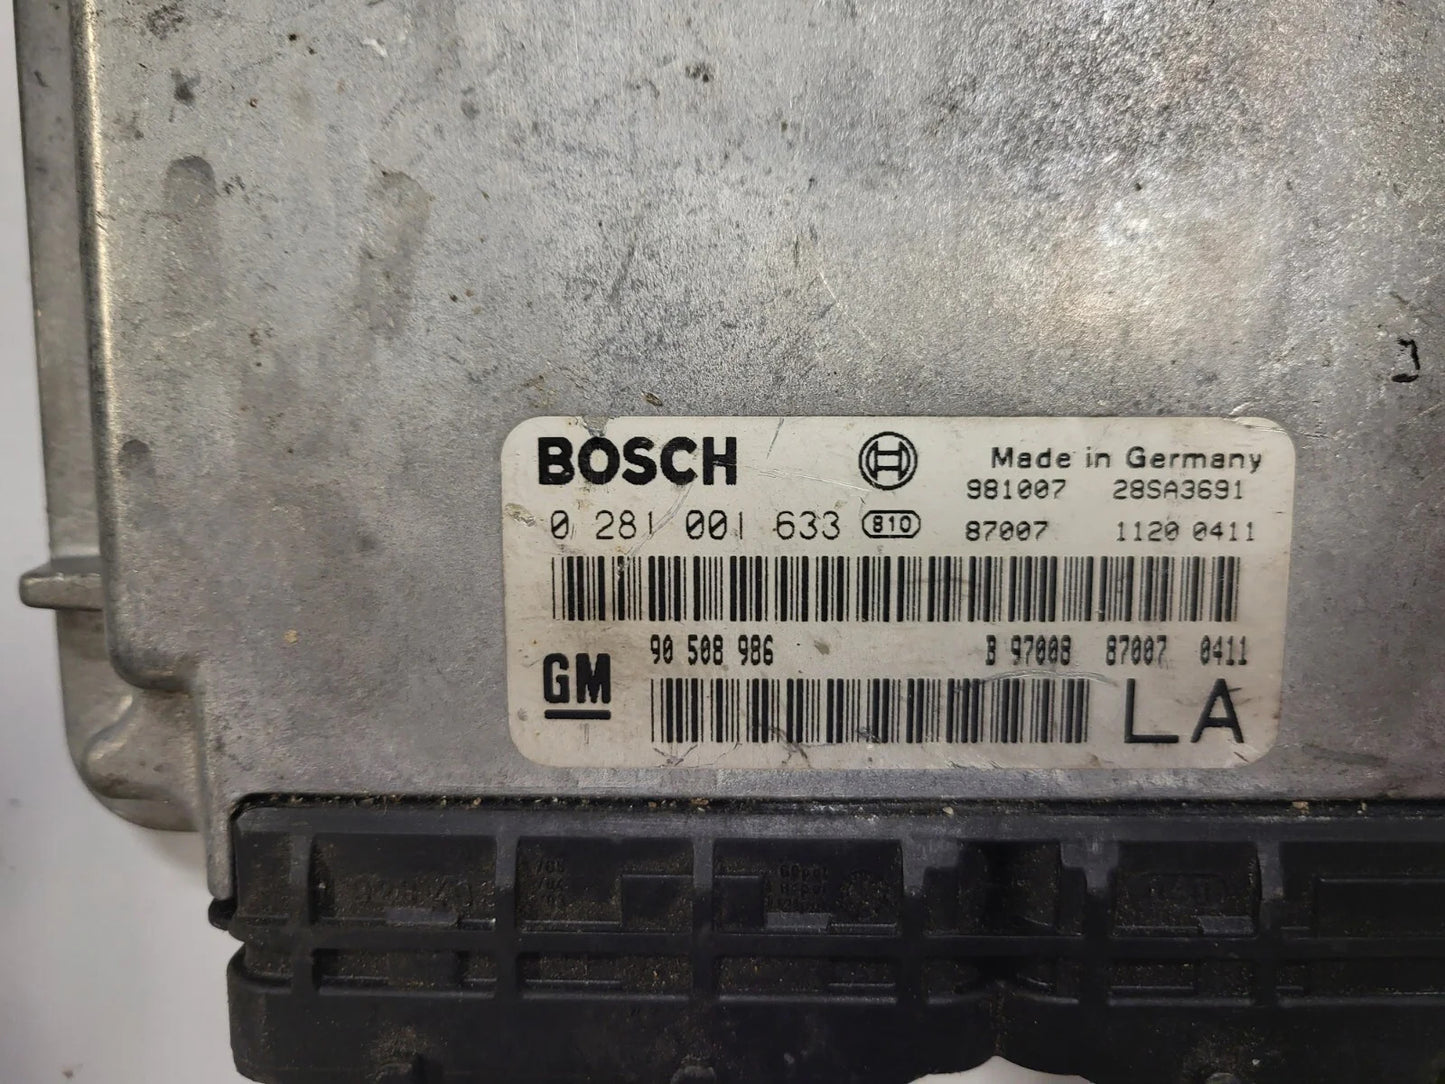 BOSCH
Made in Germany
981007 28SA3691
0 281 001 633 810 87007 1120 0411
90 508 986 B 97008 87007 0411
GM
LA